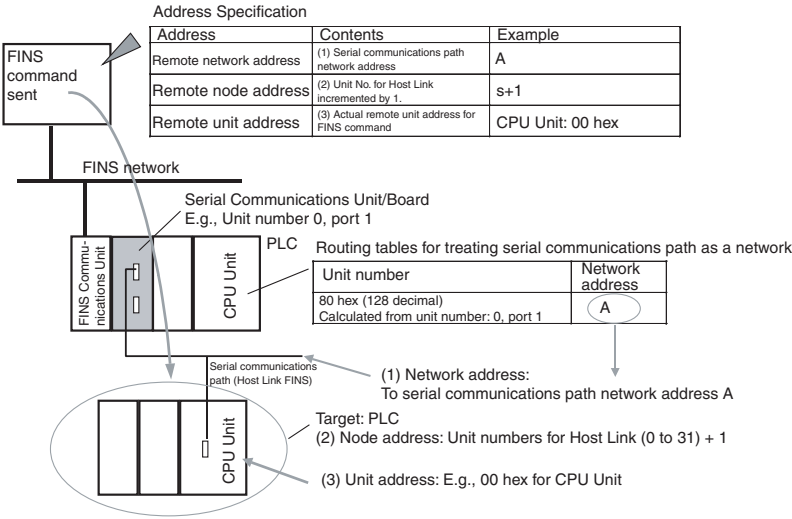 Address Specification
Address Contents Example
Remote network address (1) Serial communications path network address A
Remote node address (2) Unit No. for Host Link incremented by 1. s+1
Remote unit address (3) Actual remote unit address for FINS command CPU Unit: 00 hex
FINS
command
sent
FINS network
Serial Communications Unit/Board
E.g., Unit number 0, port 1
FINS Commu-
nications Unit
CPU Unit
PLC
Routing tables for treating serial communications path as a network
Unit number Network address
80 hex (128 decimal)
Calculated from unit number: 0, port 1
A
Serial communications
path (Host Link FINS)
(1) Network address:
To serial communications path network address A
Target: PLC
(2) Node address: Unit numbers for Host Link (0 to 31) + 1
CPU Unit
(3) Unit address: E.g., 00 hex for CPU Unit